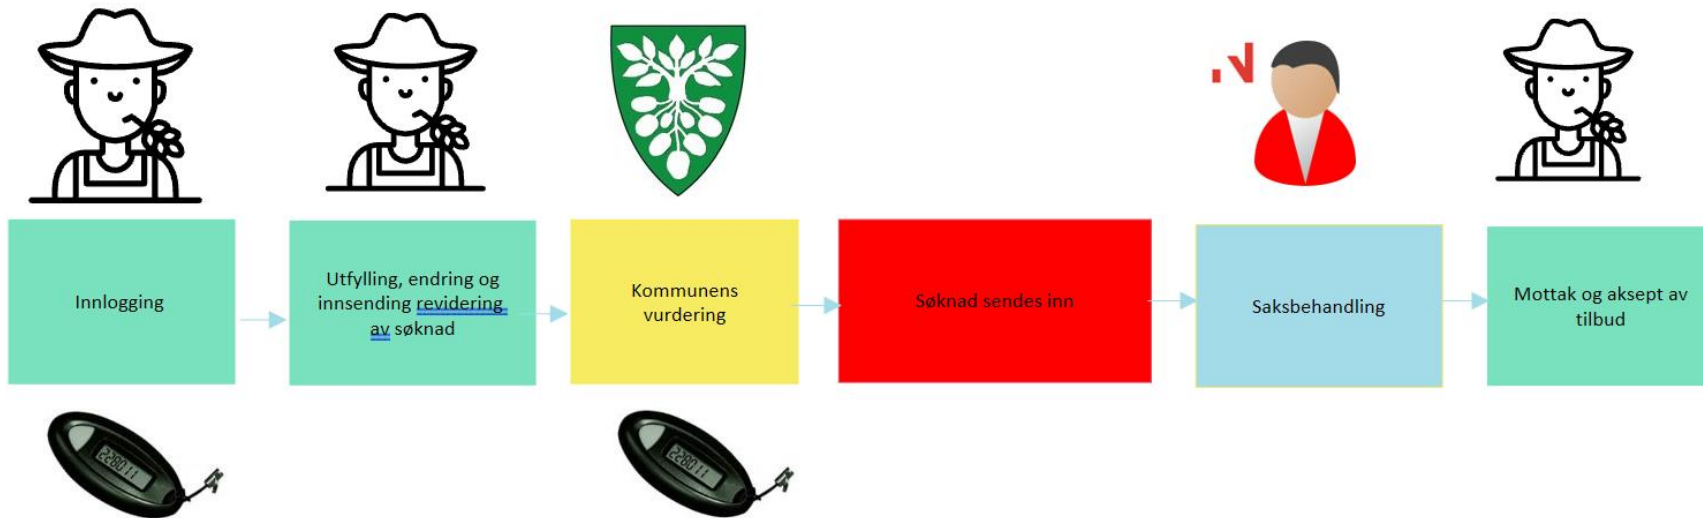 Innlogging
Utfylling, endring og
innsending revidering
av søknad
Kommunens
vurdering
Søknad sendes inn
Saksbehandling
Mottak og aksept av
tilbud